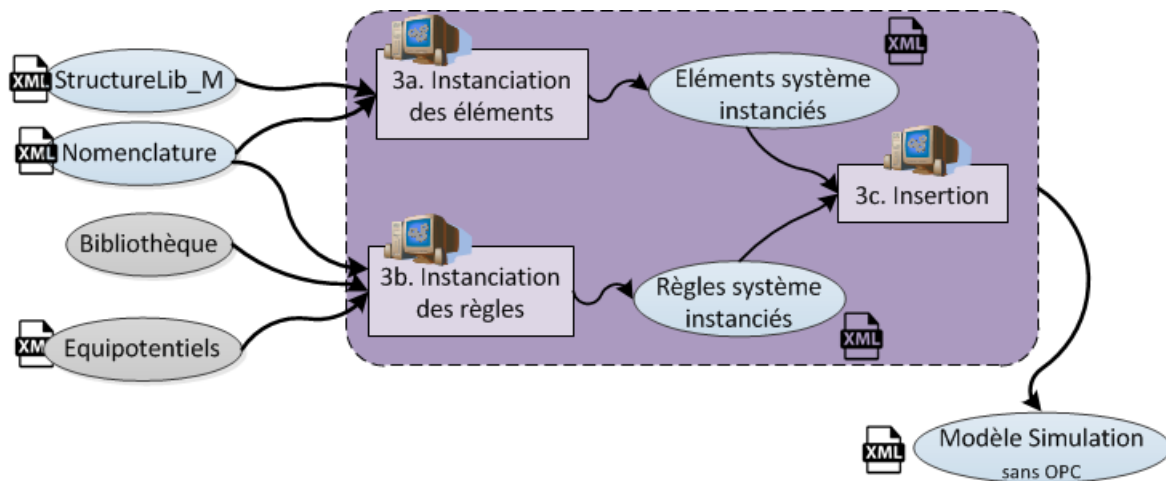 XML
StructureLib_M
XML
Nomenclature
Bibliothèque
XM
Equipotentiels
3a. Instanciation
des éléments
3b. Instanciation
des règles
XML
Eléments système
instanciés
3c. Insertion
Règles système
instanciés
XML
XML
Modèle Simulation
sans OPC